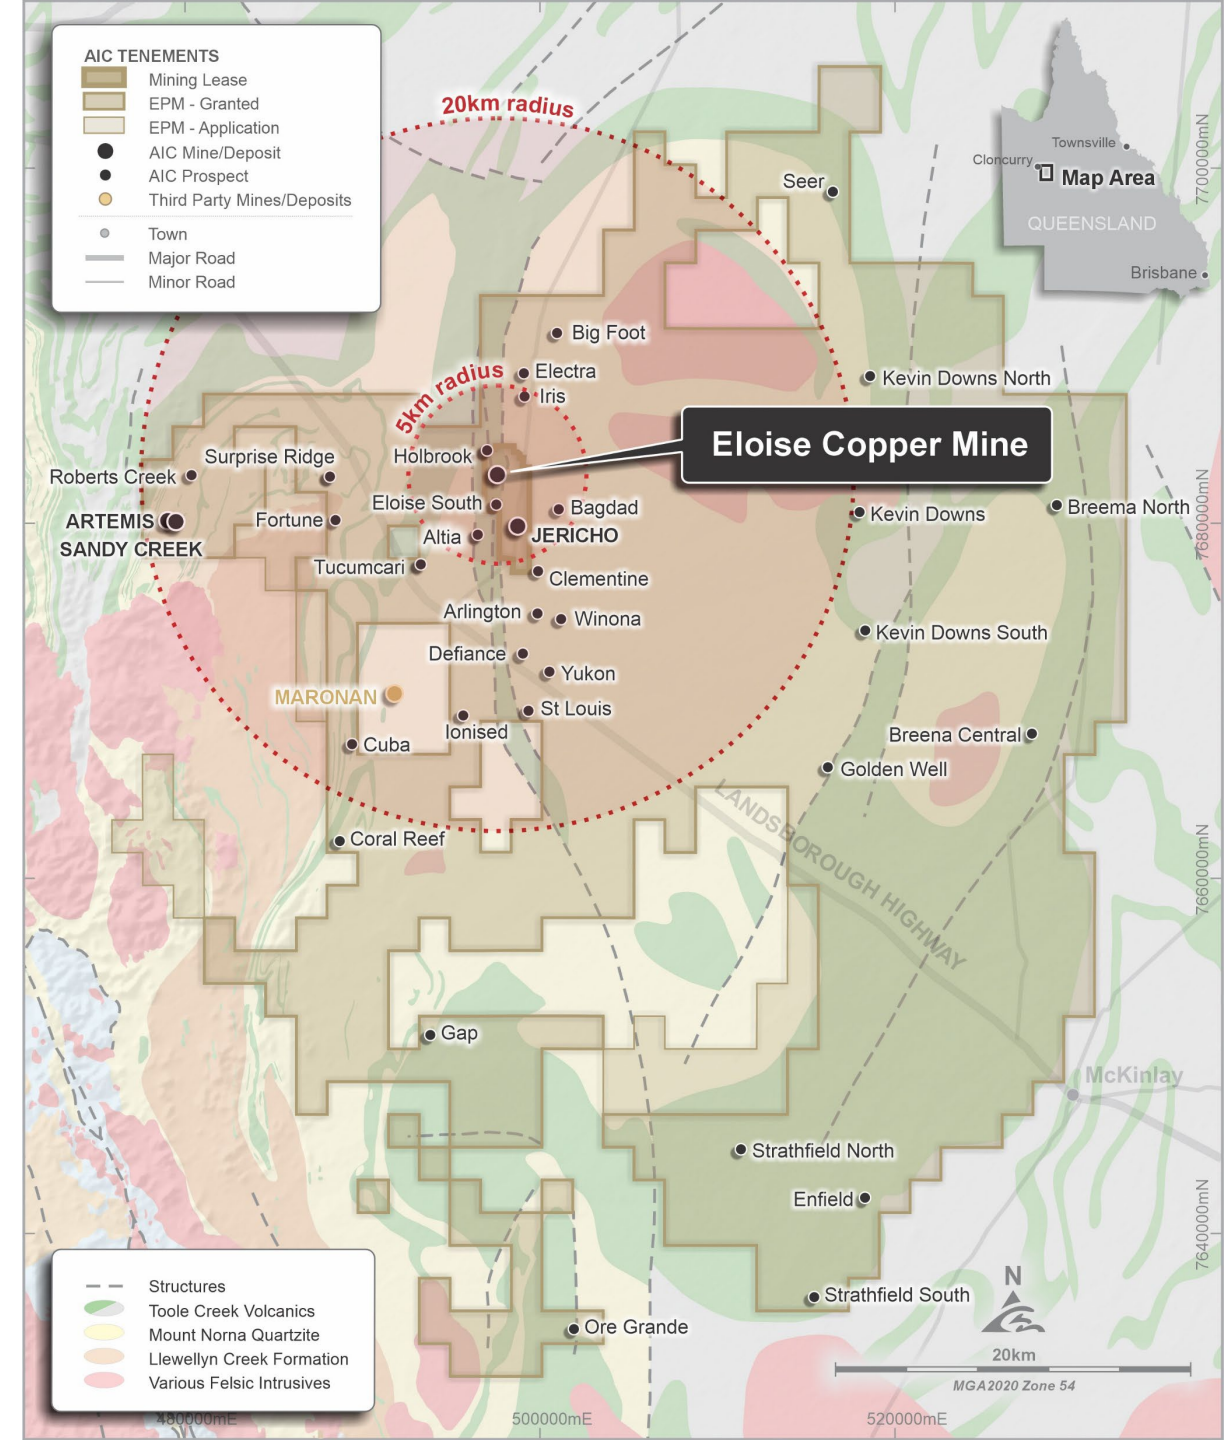 AIC TENEMENTS
Mining Lease
EPM - Granted
EPM - Application
AIC Mine/Deposit
AIC Prospect
Third Party Mines/Deposits
Town
Major Road
Minor Road
20km radius
Townsville
Cloncurry
Map Area
QUEENSLAND
Brisbane
7700000mN
Seer
Big Foot
Electra
Iris
5km radius
Kevin Downs North
Eloise Copper Mine
Holbrook
Surprise Ridge
Roberts Creek
Eloise South
Bagdad
Breema North
Kevin Downs
ARTEMIS
Fortune
Altia
JERICHO
SANDY CREEK
7680000mN
Tucumcari
Clementine
Arlington
Winona
Kevin Downs South
Defiance
Yukon
MARONAN
St Louis
Ionised
Cuba
Breena Central
Golden Well
Coral Reef
LANDSBOROUGH HIGHWAY
7660000mN
Gap
McKinlay
Strathfield North
Enfield
7640000mN
Strathfield South
Ore Grande
N
20km
MGA2020 Zone 54
Structures
Toole Creek Volcanics
Mount Norna Quartzite
Llewellyn Creek Formation
Various Felsic Intrusives
480000mE
500000mE
520000mE